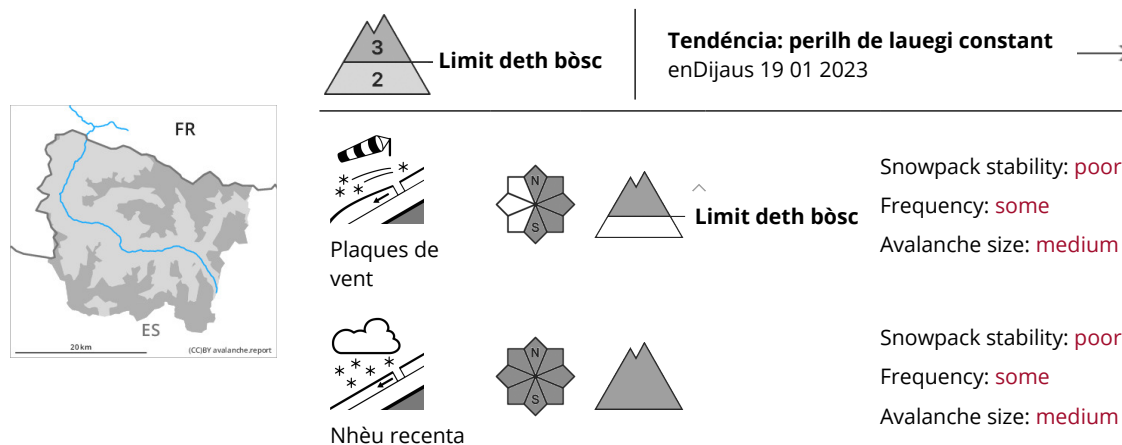 3
2
Limit deth bòsc
Tendéncia: perilh de lauegi constant
enDijaus 19 01 2023
FR
ES
20 km
(CC)BY avalanche.report
N
S
Limit deth bòsc
Plaques de
vent
Snowpack stability: poor
Frequency: some
Avalanche size: medium
N
S
Nhèu recenta
Snowpack stability: poor
Frequency: some
Avalanche size: medium